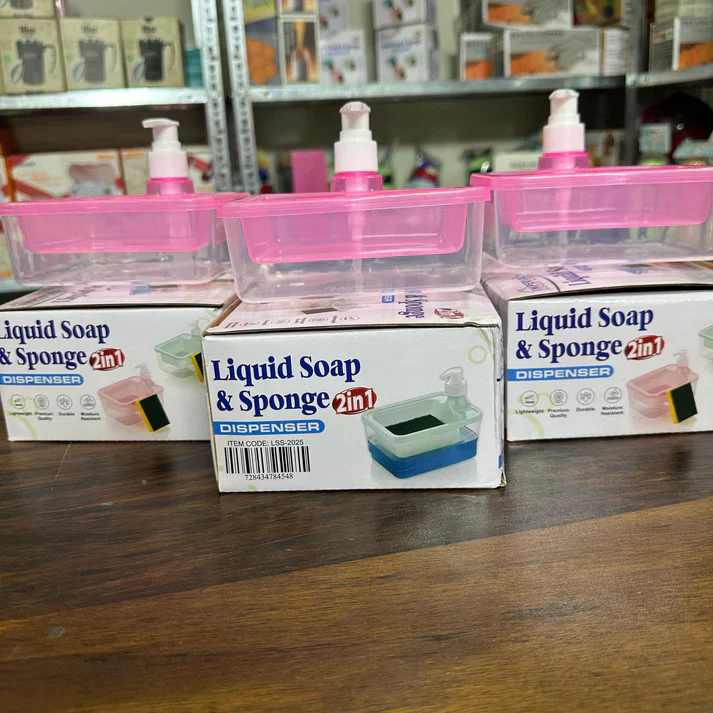 Liquid Soap
& Sponge 2in1
DISPENSER
Lightweight
Premium Quality
Durable
Moisture Resistant
Liquid Soap
& Sponge 2in1
DISPENSER
ITEM CODE: LSS-2025
728434784548
Liquid Soap
& Sponge 2in1
DISPENSER
Lightweight
Premium Quality
Durable
Moisture Resistant